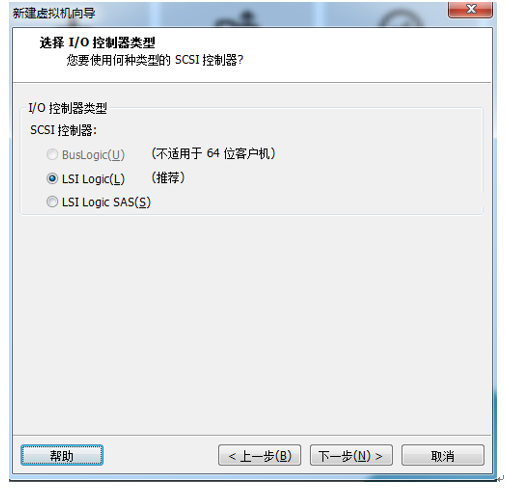 新建虚拟机向导
选择 I/O 控制器类型
您要使用何种类型的 SCSI 控制器?
I/O 控制器类型
SCSI 控制器:
BusLogic(U) (不适用于 64 位客户机)
LSI Logic(L) (推荐)
LSI Logic SAS(S)
帮助 < 上一步(B) 下一步(N) > 取消